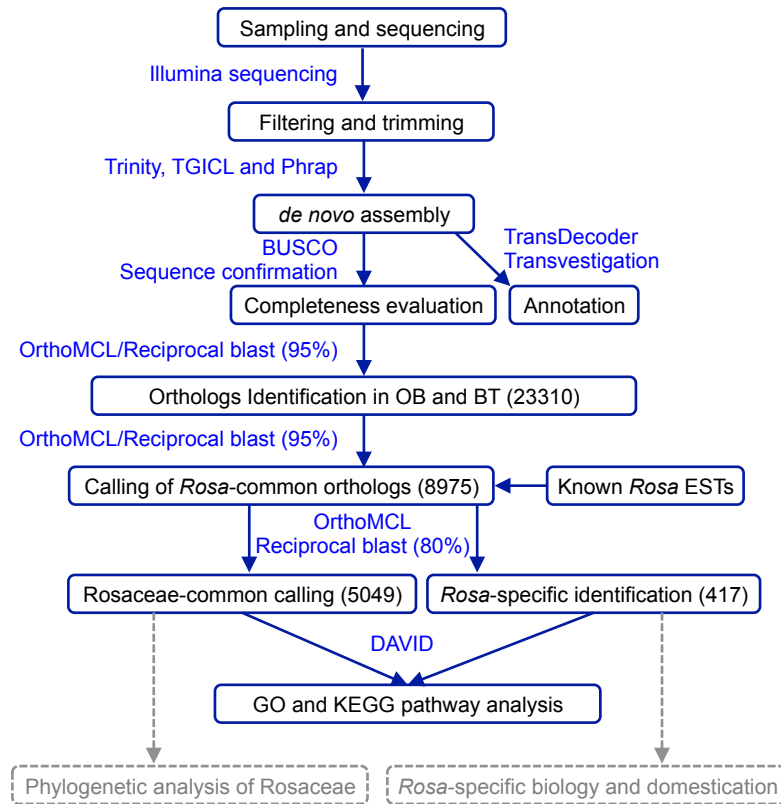 Sampling and sequencing
Illumina sequencing
Filtering and trimming
Trinity, TGICL and Phrap
de novo assembly
BUSCO
Sequence confirmation
TransDecoder
Transvestigation
Completeness evaluation
Annotation
OrthoMCL/Reciprocal blast (95%)
Orthologs Identification in OB and BT (23310)
OrthoMCL/Reciprocal blast (95%)
Calling of Rosa-common orthologs (8975)
Known Rosa ESTs
OrthoMCL
Reciprocal blast (80%)
Rosaceae-common calling (5049)
Rosa-specific identification (417)
DAVID
GO and KEGG pathway analysis
Phylogenetic analysis of Rosaceae
Rosa-specific biology and domestication